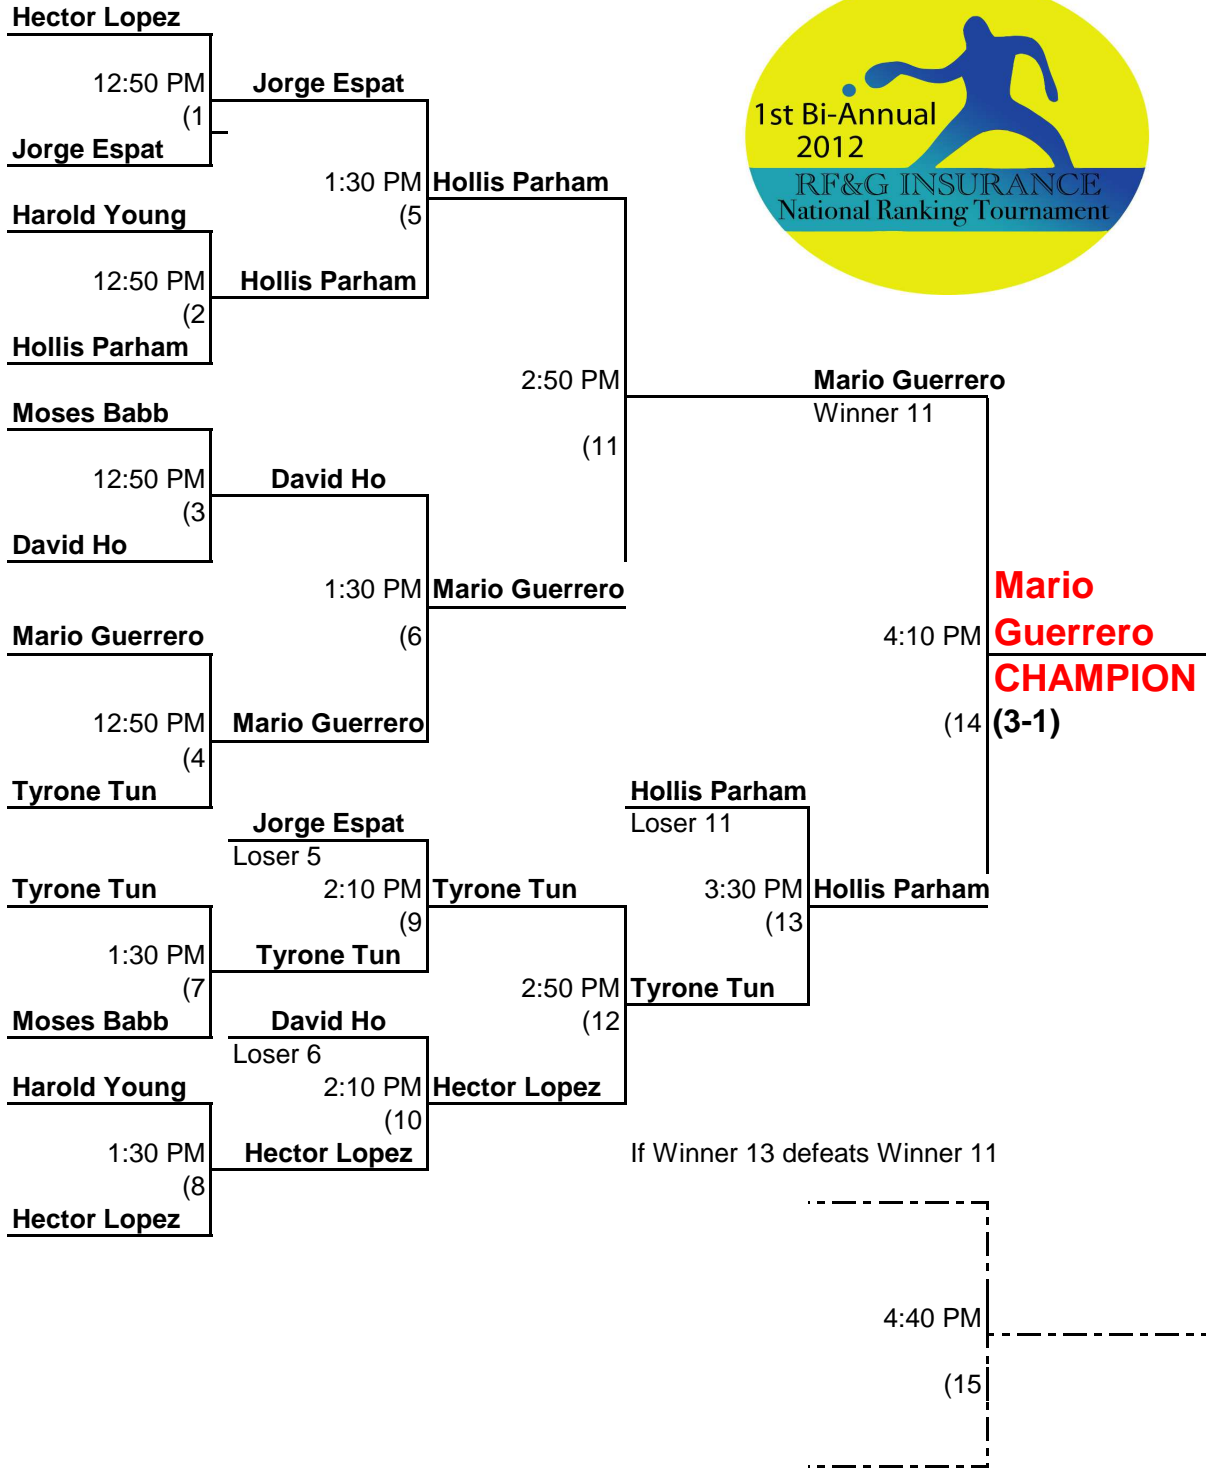 Hector Lopez
12:50 PM
Jorge Espat
(1
Jorge Espat
1st Bi-Annual
2012
RF&G INSURANCE
National Ranking Tournament
1:30 PM Hollis Parham
(5
Harold Young
12:50 PM
Hollis Parham
(2
Hollis Parham
2:50 PM
Mario Guerrero
Winner 11
(11
Moses Babb
12:50 PM
David Ho
(3
David Ho
1:30 PM Mario Guerrero
(6
Mario Guerrero
12:50 PM
Mario Guerrero
(4
Tyrone Tun
4:10 PM
Mario
Guerrero
CHAMPION
(14 (3-1)
Hollis Parham
Loser 11
Jorge Espat
Loser 5
2:10 PM Tyrone Tun
(9
3:30 PM Hollis Parham
(13
Tyrone Tun
1:30 PM
Tyrone Tun
(7
Moses Babb
2:50 PM Tyrone Tun
(12
David Ho
Loser 6
2:10 PM Hector Lopez
(10
Harold Young
1:30 PM
Hector Lopez
(8
Hector Lopez
If Winner 13 defeats Winner 11
4:40 PM
(15